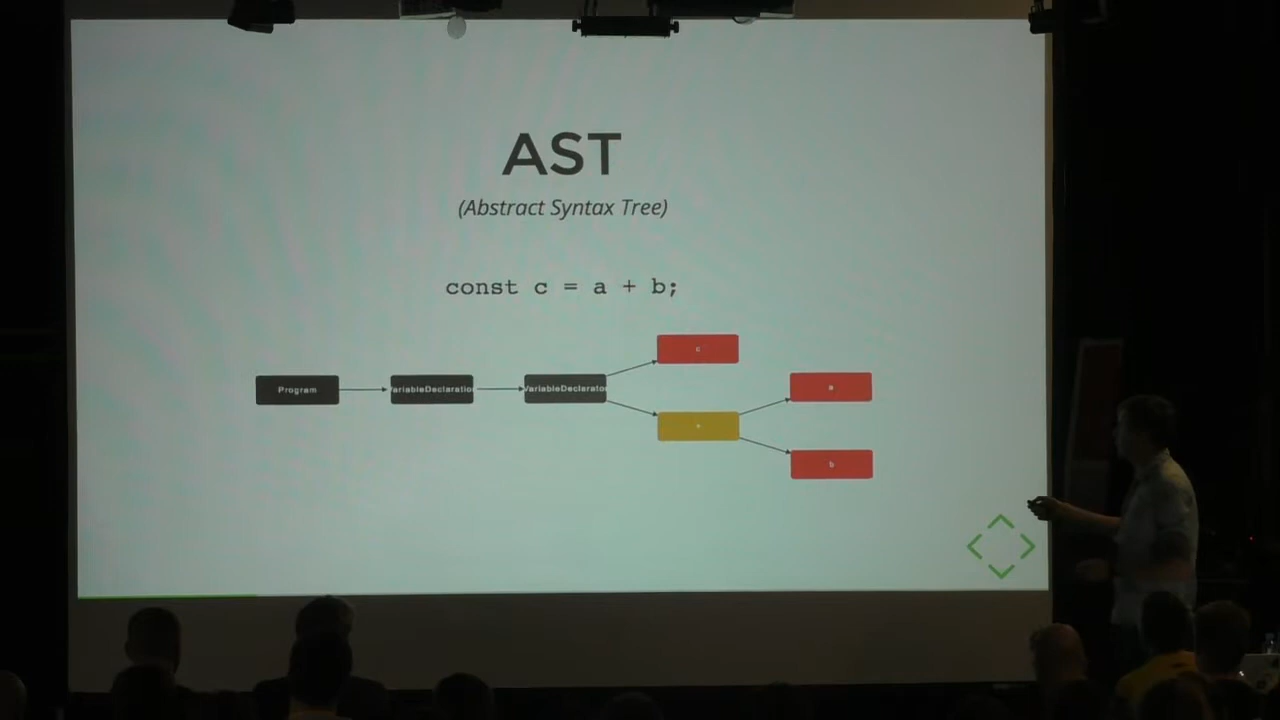 AST
(Abstract Syntax Tree)
const c = a + b;
c
Program
VariableDeclaration
VariableDeclarator
a
+
b